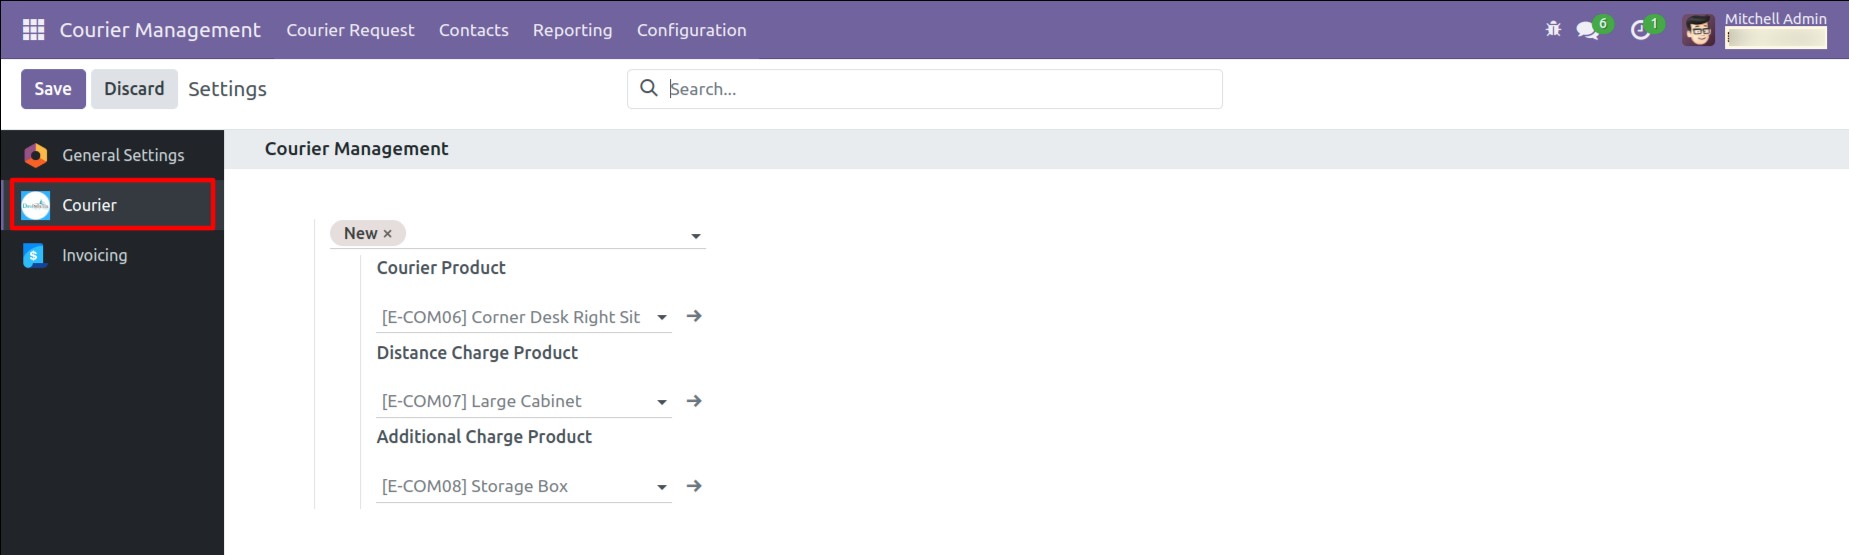 Courier Management Courier Request Contacts Reporting Configuration 6 1 Mitchell Admin
Save Discard Settings Search...
General Settings
Courier
Invoicing
Courier Management
New ×
Courier Product
[E-COM06] Corner Desk Right Sit
Distance Charge Product
[E-COM07] Large Cabinet
Additional Charge Product
[E-COM08] Storage Box